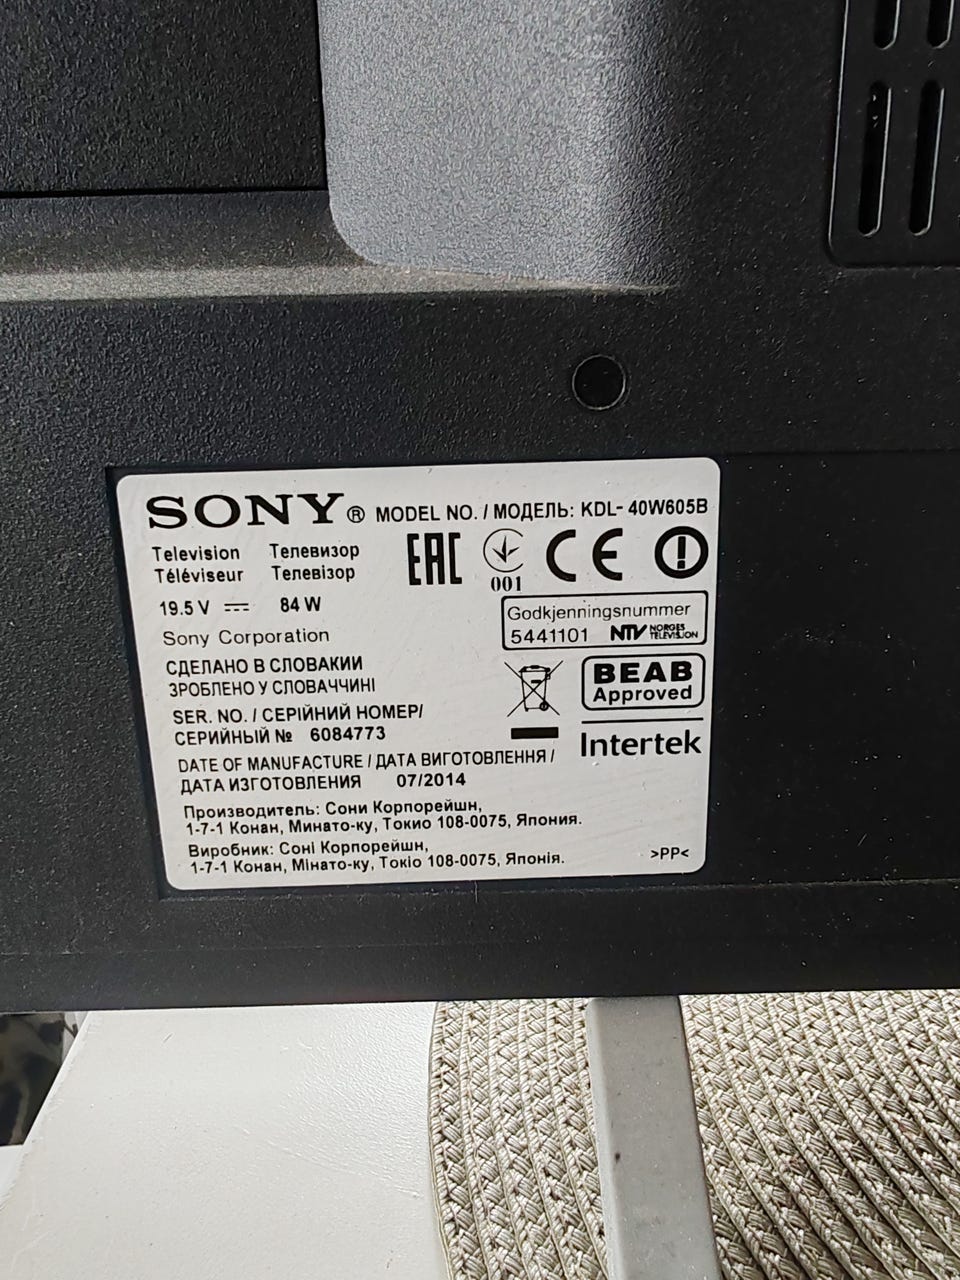 SONY® MODEL NO. / МОДЕЛЬ: KDL- 40W605B
Television Телевизор
Téléviseur Телевізор
EAC
001
CE
19.5 V 84 W
Godkjenningsnummer
5441101 NTV NORGES TELEVISJON
Sony Corporation
СДЕЛАНО В СЛОВАКИИ
ЗРОБЛЕНО У СЛОВАЧЧИНІ
BEAB
Approved
Intertek
SER. NO. / СЕРІЙНИЙ НОМЕР/
СЕРИЙНЫЙ № 6084773
DATE OF MANUFACTURE / ДАТА ВИГОТОВЛЕННЯ /
ДАТА ИЗГОТОВЛЕНИЯ 07/2014
Производитель: Сони Корпорейшн,
1-7-1 Конан, Минато-ку, Токио 108-0075, Япония.
Виробник: Соні Корпорейшн,
1-7-1 Конан, Мінато-ку, Токіо 108-0075, Японія.
>PP<